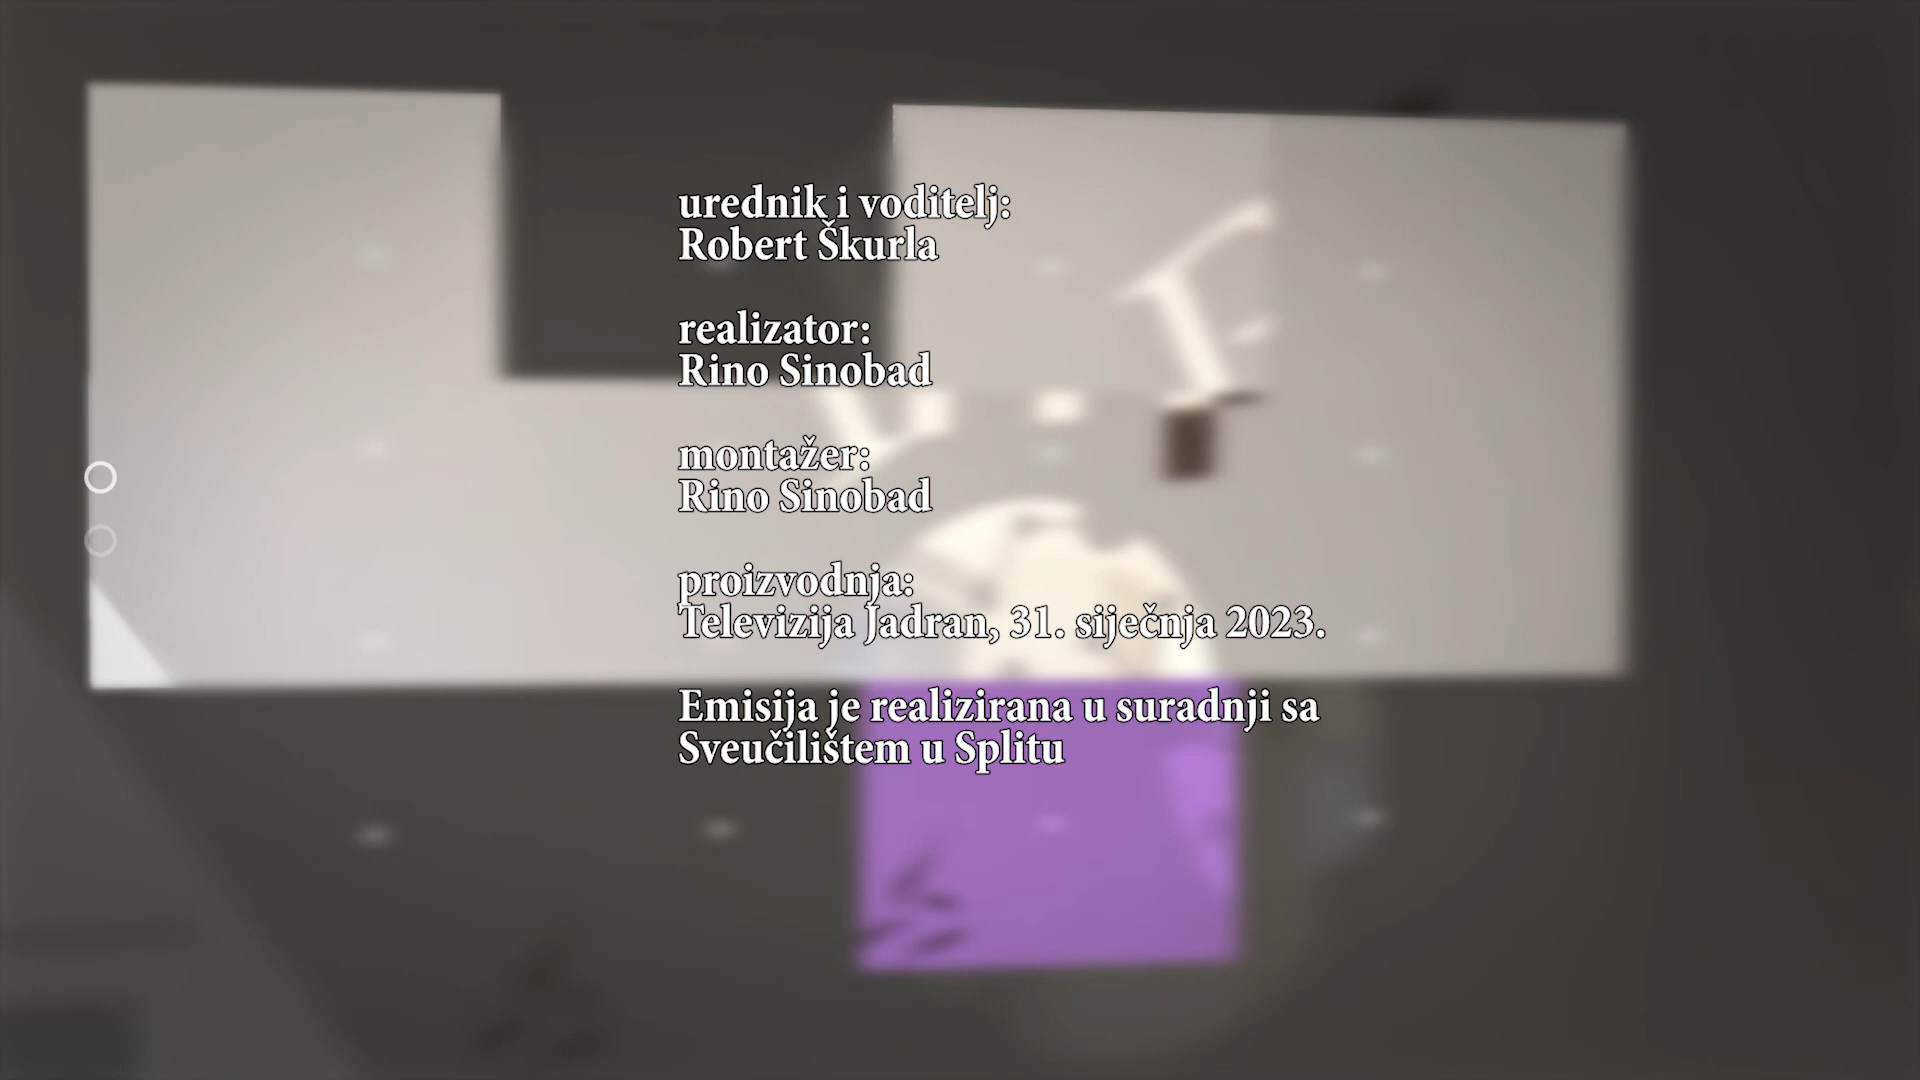 urednik i voditelj:
Robert Škurla
realizator:
Rino Sinobad
montažer:
Rino Sinobad
proizvodnja:
Televizija Jadran, 31. siječnja 2023.
Emisija je realizirana u suradnji sa
Sveučilištem u Splitu